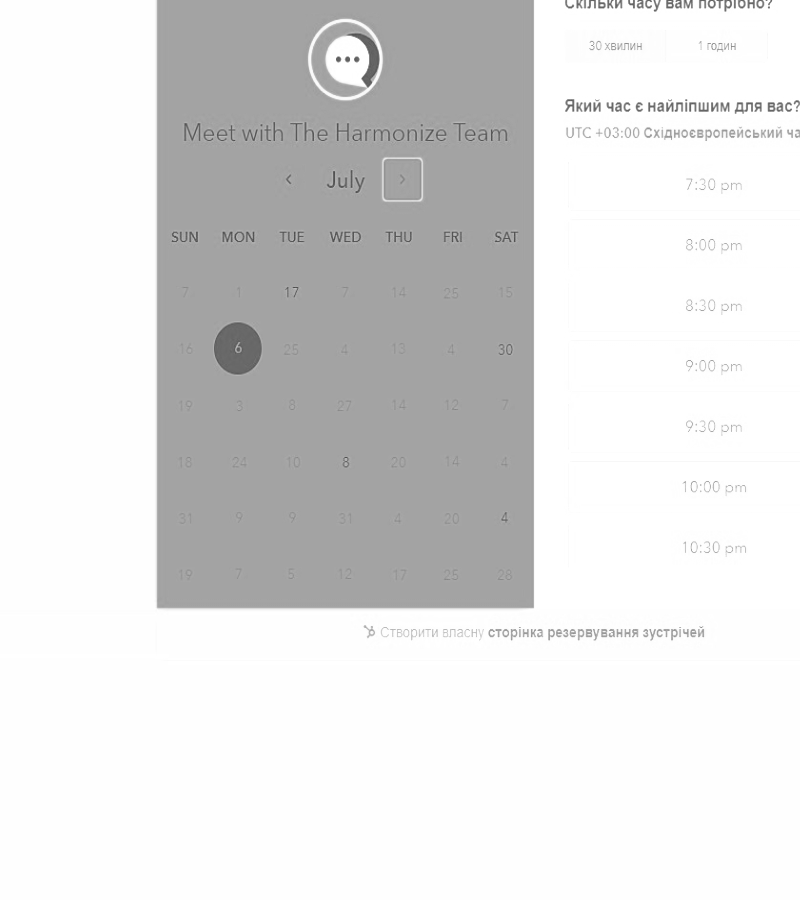 Meet with The Harmonize Team
July
SUN MON TUE WED THU FRI SAT
7 1 17 7 14 25 15
16 6 25 4 13 4 30
19 3 8 27 14 12 7
18 24 10 8 20 14 4
31 9 9 31 4 20 4
19 7 5 12 17 25 28
Скільки часу вам потрібно?
30 хвилин 1 годин
Який час є найліпшим для вас?
UTC +03:00 Східноєвропейський ча
7:30 pm
8:00 pm
8:30 pm
9:00 pm
9:30 pm
10:00 pm
10:30 pm
Створити власну сторінка резервування зустрічей